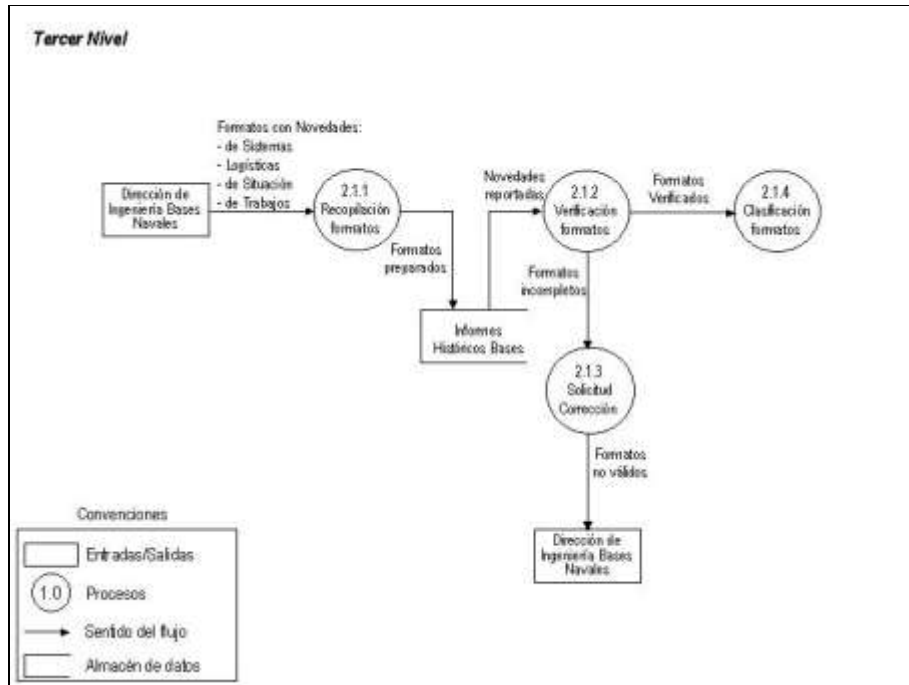 Tercer Nivel
Formatos con Novedades:
- de Sistemas
- Logísticas
- de Situación
- de Trabajos
Dirección de
Ingeniería Bases
Navales
2.1.1
Recopilación
formatos
Formatos
preparados
Informes
Históricos Bases
Novedades
reportadas
2.1.2
Verificación
formatos
Formatos
Verificados
2.1.4
Clasificación
formatos
Formatos
incompletos
2.1.3
Solicitud
Corrección
Formatos
no válidos
Dirección de
Ingeniería Bases
Navales
Convenciones
Entradas/Salidas
1.0
Procesos
Sentido del flujo
Almacén de datos